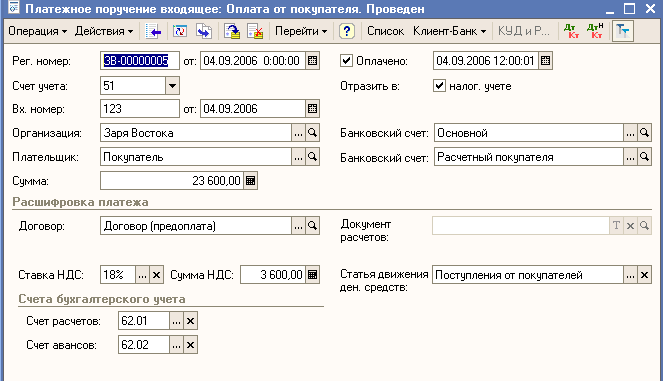 Платежное поручение входящее: Оплата от покупателя. Проведен
Операция Действия Перейти ? Список Клиент-Банк КУД и Р... Дт Кт Дт Н Кт Тт
Рег. номер: ЗВ-00000005 от: 04.09.2006 0:00:00 Оплачено: 04.09.2006 12:00:01
Счет учета: 51 Отразить в: налог. учете
Вх. номер: 123 от: 04.09.2006
Организация: Заря Востока ... Банковский счет: Основной ...
Плательщик: Покупатель ... Банковский счет: Расчетный покупателя ...
Сумма: 23 600,00
Расшифровка платежа
Договор: Договор (предоплата) ... Документ расчетов: T
Ставка НДС: 18% ... Сумма НДС: 3 600,00 Статья движения ден. средств: Поступления от покупателей ...
Счета бухгалтерского учета
Счет расчетов: 62.01 ...
Счет авансов: 62.02 ...